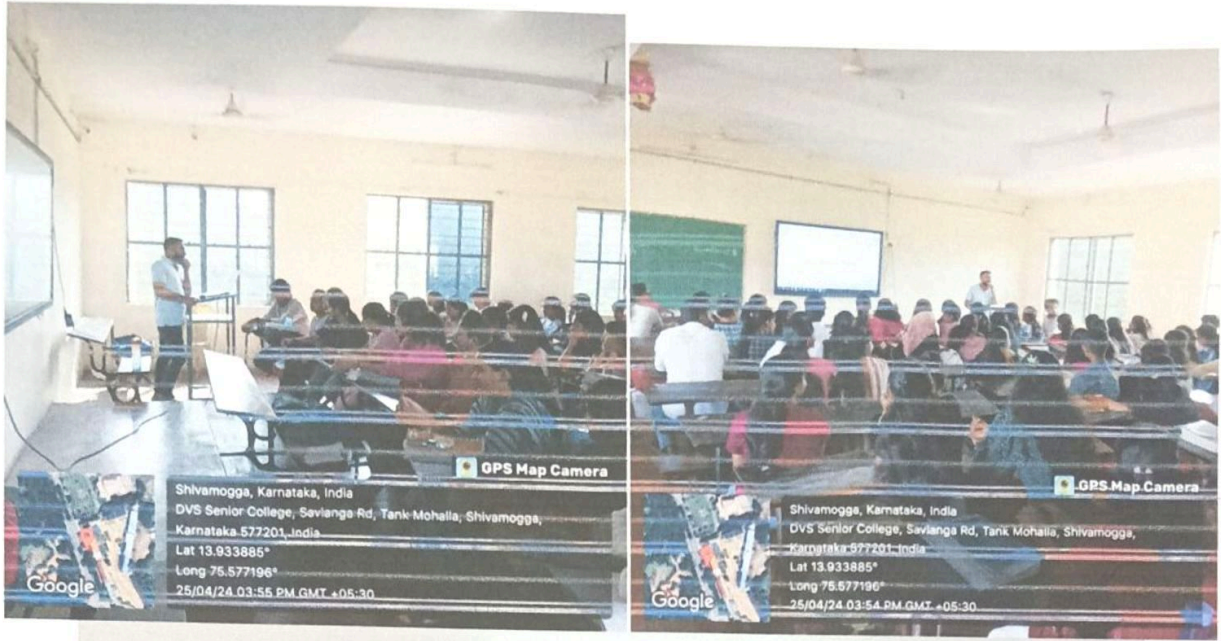 GPS Map Camera
Shivamogga, Karnataka, India
DVS Senior College, Savlanga Rd, Tank Mohalla, Shivamogga,
Karnataka 577201, India
Lat 13.933885°
Long 75.577196°
25/04/24 03:55 PM GMT +05:30
Google
GPS Map Camera
Shivamogga, Karnataka, India
DVS Senior College, Savlanga Rd, Tank Mohalla, Shivamogga,
Karnataka 577201, India
Lat 13.933885°
Long 75.577196°
25/04/24 03:54 PM GMT +05:30
Google